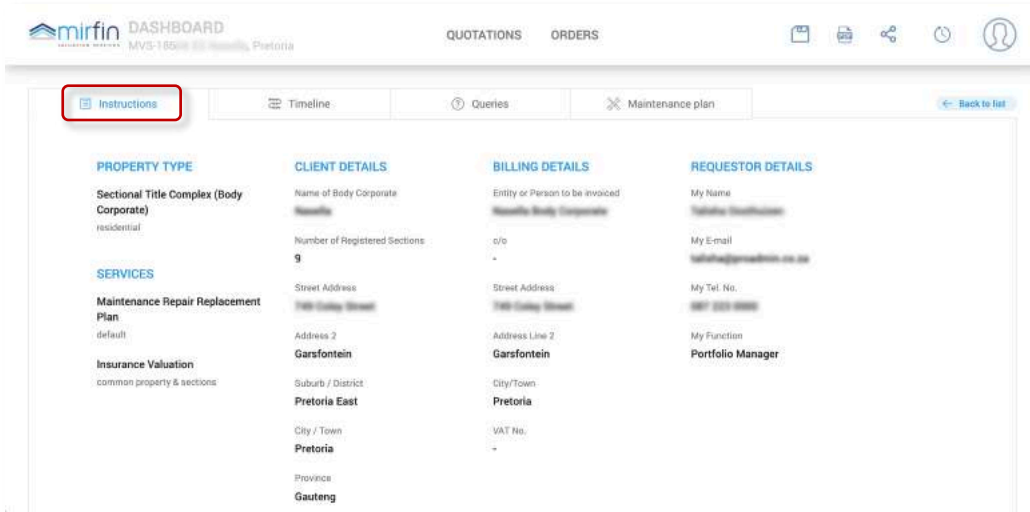 mirfin
DASHBOARD
Pretoria
QUOTATIONS
ORDERS
Instructions
Timeline
Queries
Maintenance plan
← Back to list
PROPERTY TYPE
Sectional Title Complex (Body
Corporate)
residential
SERVICES
Maintenance Repair Replacement
Plan
default
Insurance Valuation
common property & sections
CLIENT DETAILS
Name of Body Corporate
Number of Registered Sections
9
Street Address
Address 2
Garsfontein
Suburb / District
Pretoria East
City / Town
Pretoria
Province
Gauteng
BILLING DETAILS
Entity or Person to be invoiced
c/o
-
Street Address
Address Line 2
Garsfontein
City/Town
Pretoria
VAT No.
-
REQUESTOR DETAILS
My Name
My E-mail
My Tel. No.
My Function
Portfolio Manager